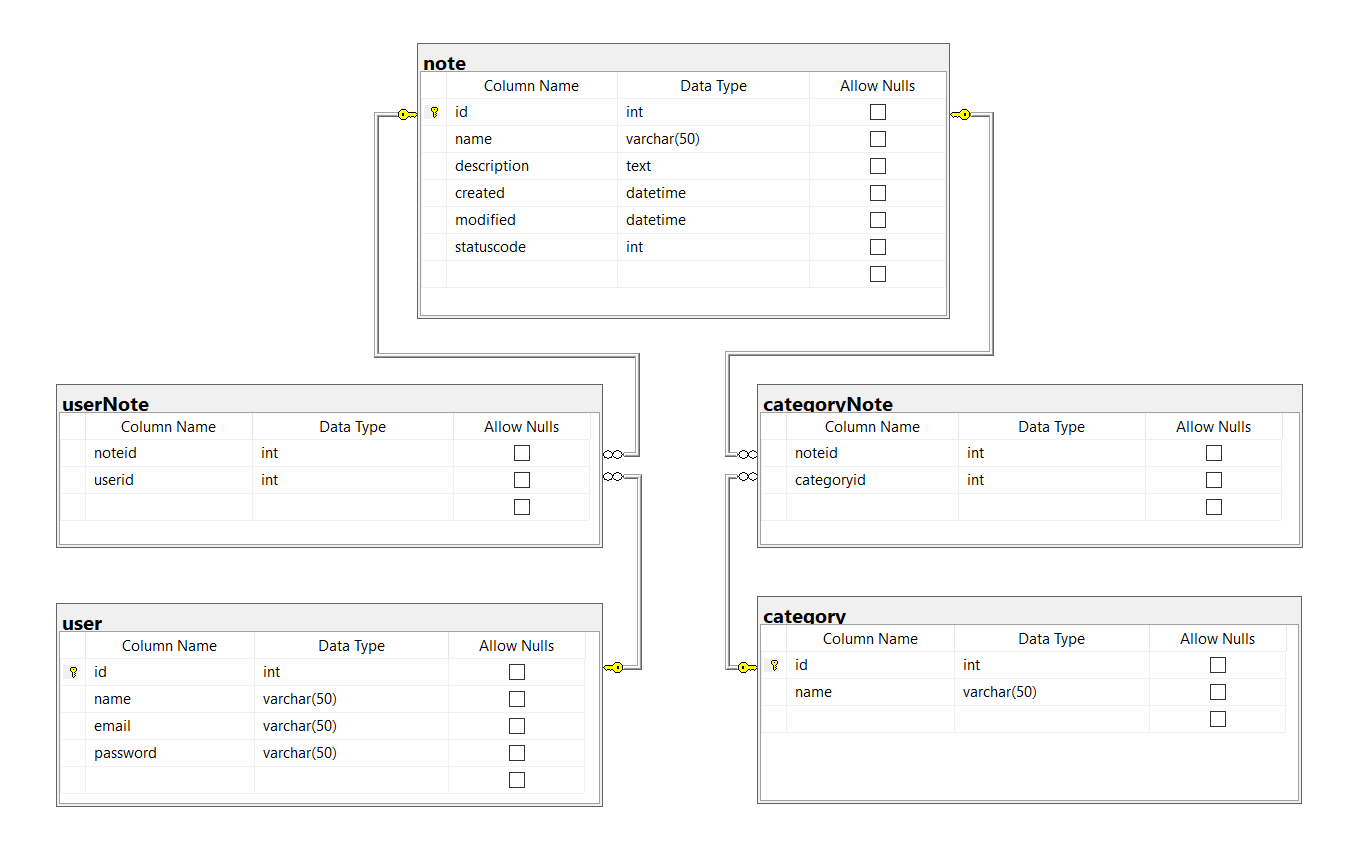 note
Column Name Data Type Allow Nulls
id int
name varchar(50)
description text
created datetime
modified datetime
statuscode int
userNote
Column Name Data Type Allow Nulls
noteid int
userid int
categoryNote
Column Name Data Type Allow Nulls
noteid int
categoryid int
user
Column Name Data Type Allow Nulls
id int
name varchar(50)
email varchar(50)
password varchar(50)
category
Column Name Data Type Allow Nulls
id int
name varchar(50)